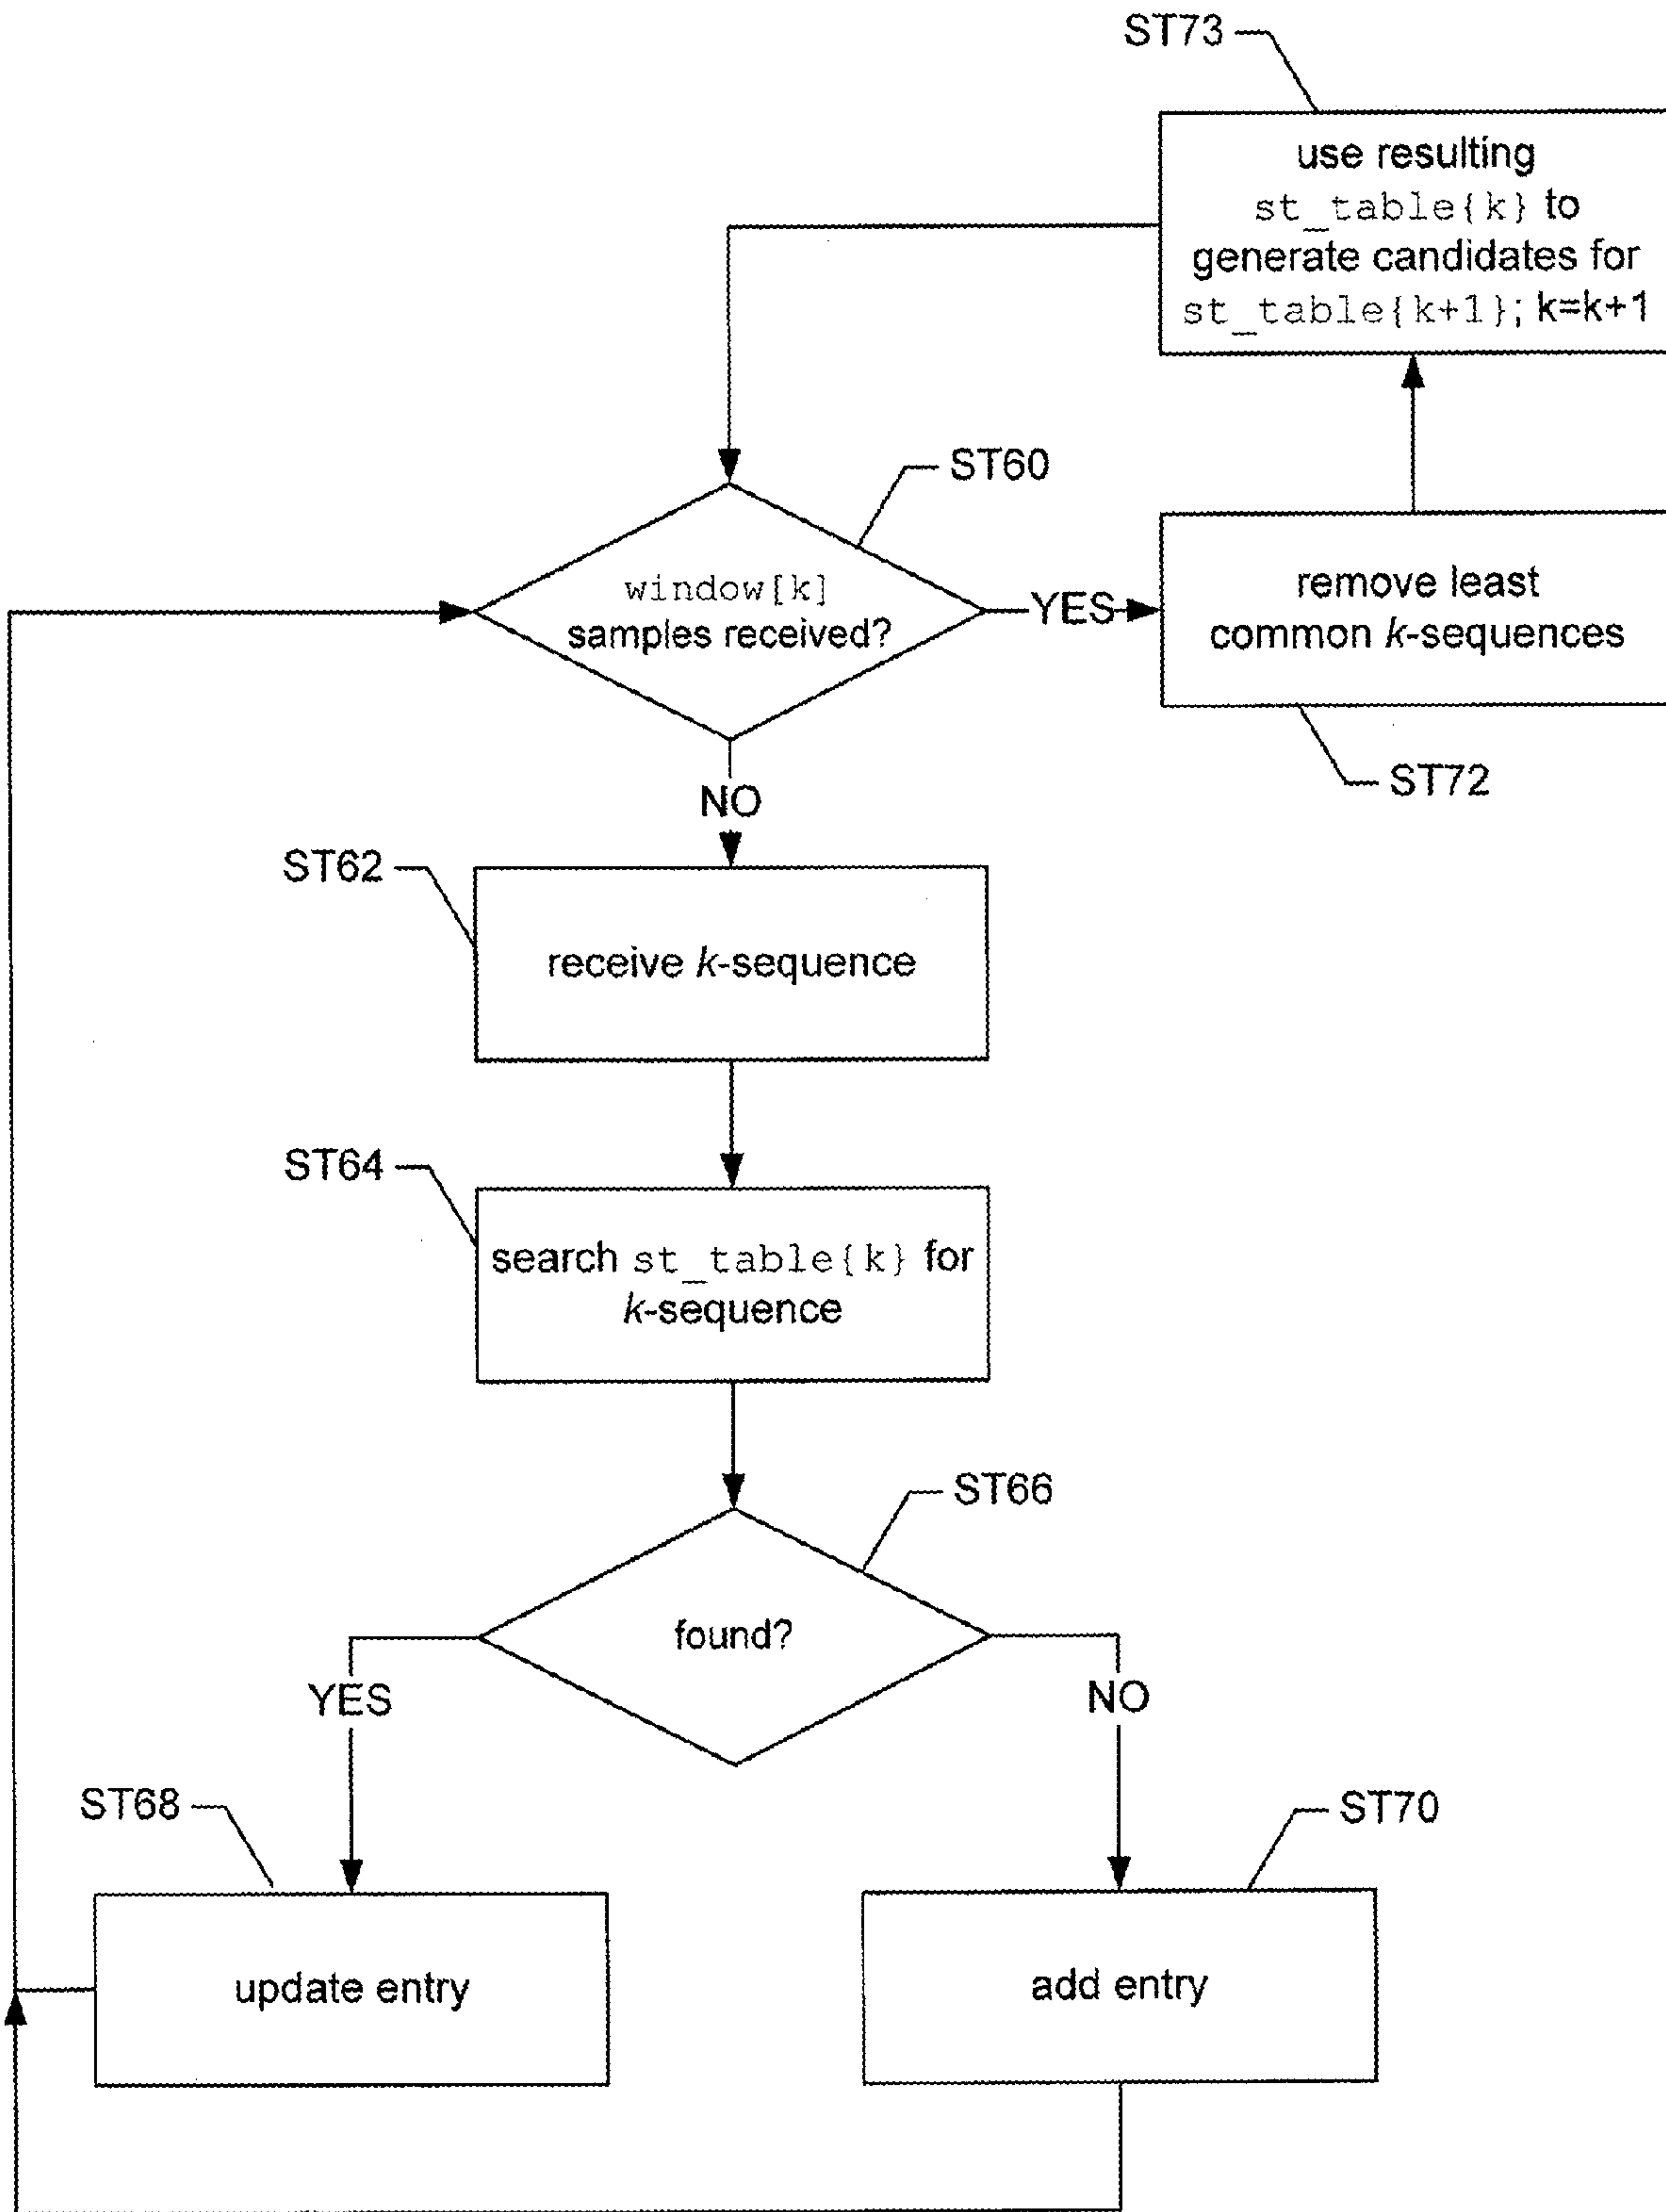 ST73
use resulting
st_table{k} to
generate candidates for
st_table{k+1}; k=k+1
ST60
window[k]
samples received?
YES
remove least
common k-sequences
ST72
NO
ST62
receive k-sequence
ST64
search st_table{k} for
k-sequence
ST66
found?
YES
NO
ST68
ST70
update entry
add entry